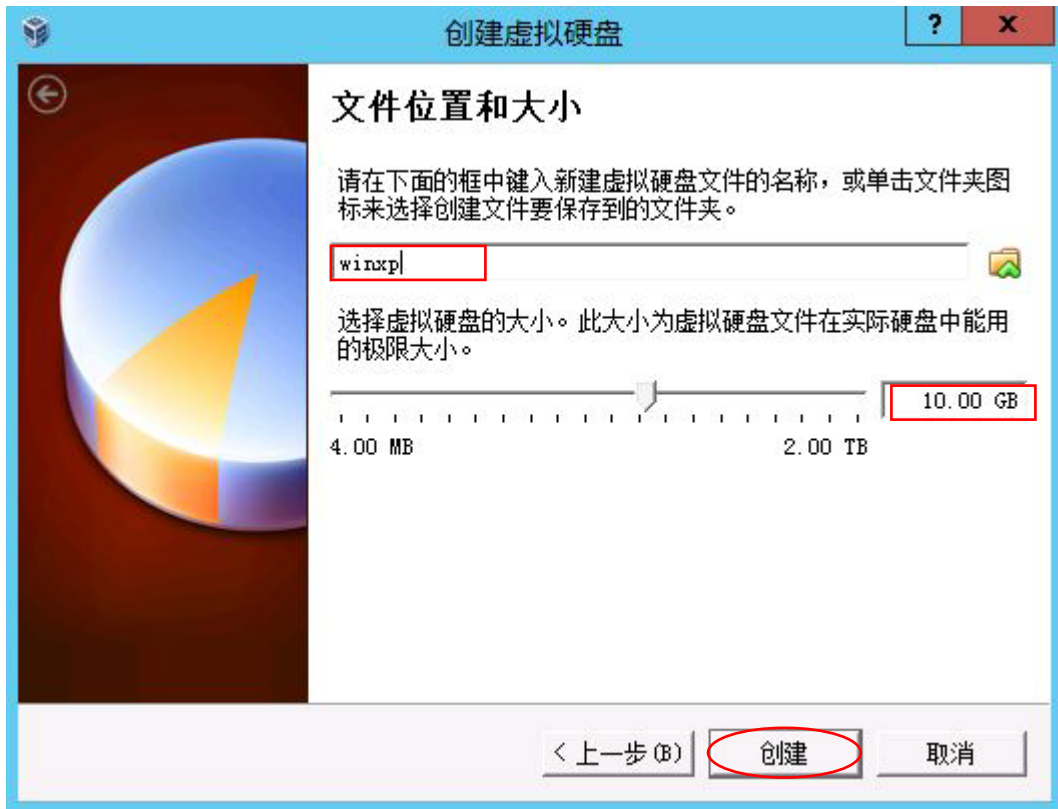 创建虚拟硬盘
?
x
文件位置和大小
请在下面的框中键入新建虚拟硬盘文件的名称，或单击文件夹图
标来选择创建文件要保存到的文件夹。
winxp
选择虚拟硬盘的大小。此大小为虚拟硬盘文件在实际硬盘中能用
的极限大小。
10.00 GB
4.00 MB
2.00 TB
< 上一步(B)
创建
取消